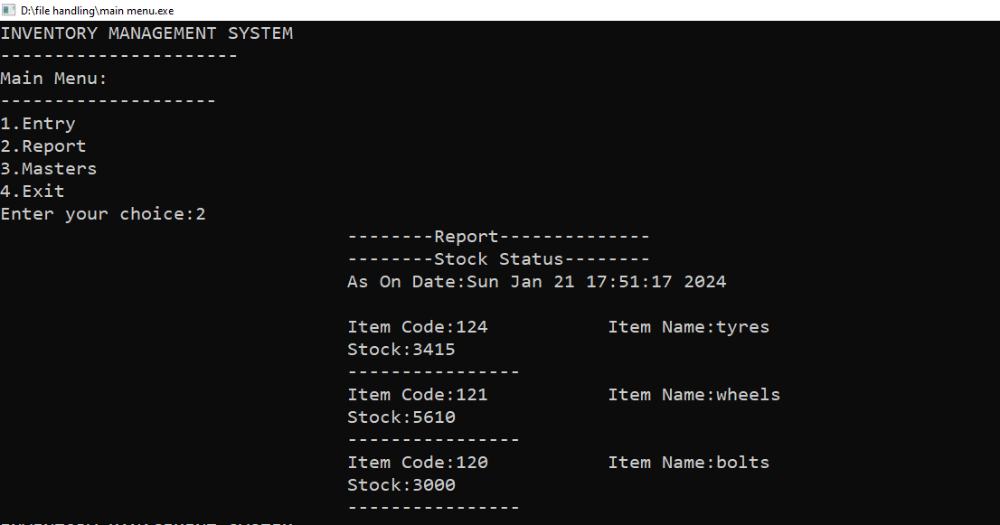 D:\file handling\main menu.exe
INVENTORY MANAGEMENT SYSTEM
----------------------
Main Menu:
--------------------
1.Entry
2.Report
3.Masters
4.Exit
Enter your choice:2
--------Report--------------
--------Stock Status--------
As On Date:Sun Jan 21 17:51:17 2024
Item Code:124 Item Name:tyres
Stock:3415
----------------
Item Code:121 Item Name:wheels
Stock:5610
----------------
Item Code:120 Item Name:bolts
Stock:3000
----------------